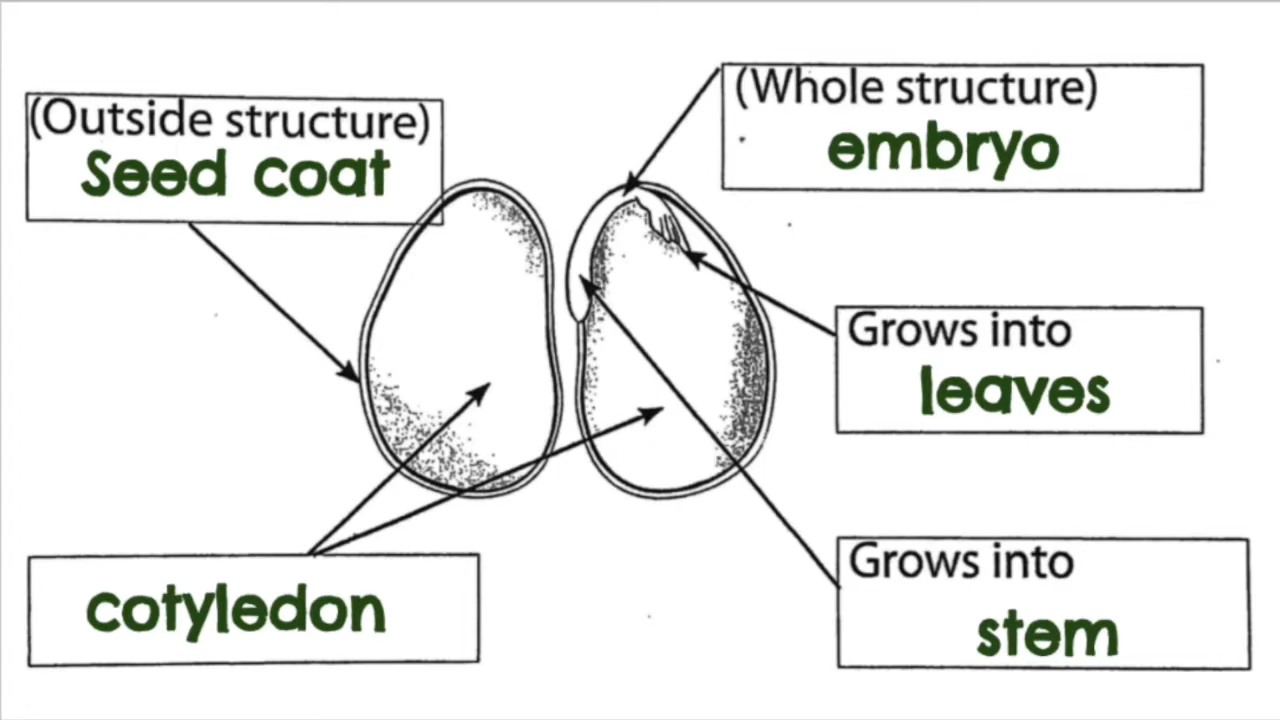 (Outside structure)
Seed coat
(Whole structure)
embryo
Grows into
leaves
cotyledon
Grows into
stem